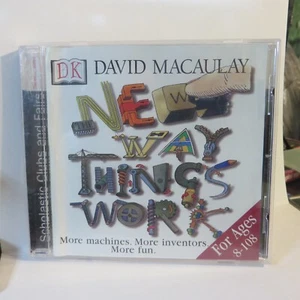 DK DAVID MACAULAY
NEW
WAY
THINGS
WORK
More machines. More inventors.
More fun.
For Ages
8-108
Scholastic Clubs and Fairs